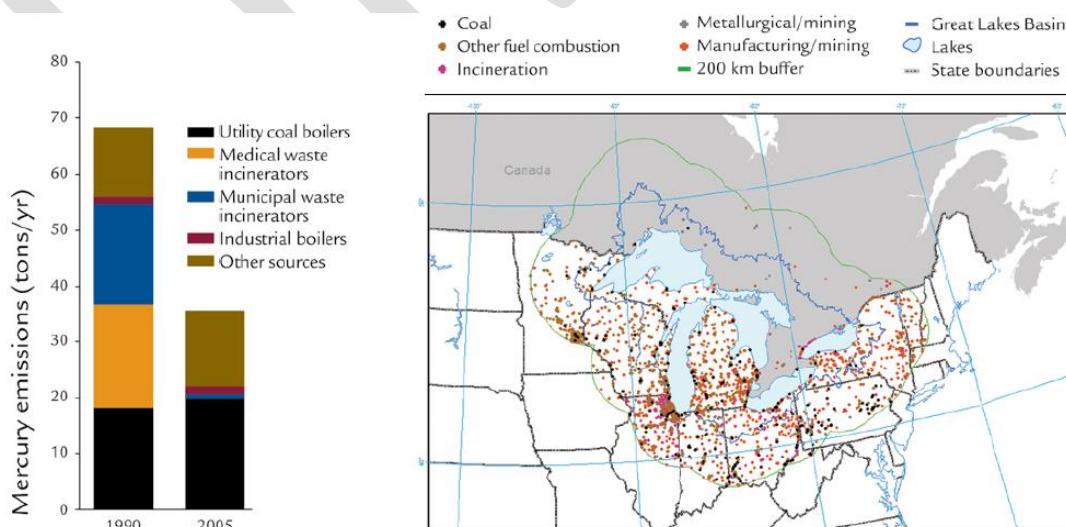 Mercury emissions (tons/yr)
80
70
60
50
40
30
20
10
0
1990
2005
Utility coal boilers
Medical waste
incinerators
Municipal waste
incinerators
Industrial boilers
Other sources
Coal
Other fuel combustion
Incineration
Metallurgical/mining
Manufacturing/mining
200 km buffer
Great Lakes Basin
Lakes
State boundaries
Canada